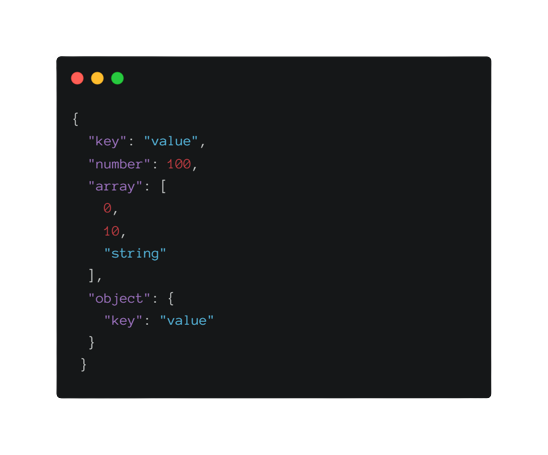 {
  "key": "value",
  "number": 100,
  "array": [
    0,
    10,
    "string"
  ],
  "object": {
    "key": "value"
  }
 }